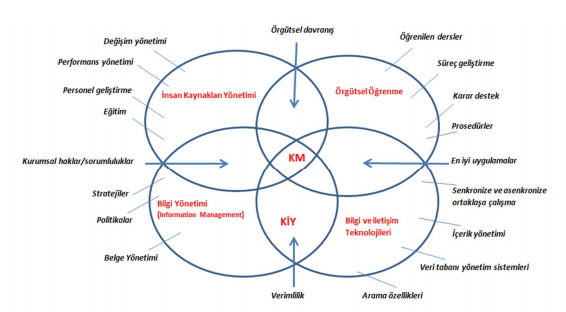 Örgütsel davranış
Öğrenilen dersler
Değişim yönetimi
Performans yönetimi
Süreç geliştirme
Personel geliştirme
İnsan Kaynakları Yönetimi
Örgütsel Öğrenme
Karar destek
Eğitim
Prosedürler
Kurumsal haklar/sorumluluklar
KM
En iyi uygulamalar
Stratejiler
Senkronize ve asenkronize
ortaklaşa çalışma
Bilgi Yönetimi
(Information Management)
Politikalar
KİY
Bilgi ve iletişim
Teknolojileri
İçerik yönetimi
Belge Yönetimi
Veri tabanı yönetim sistemleri
Verimlilik
Arama özellikleri